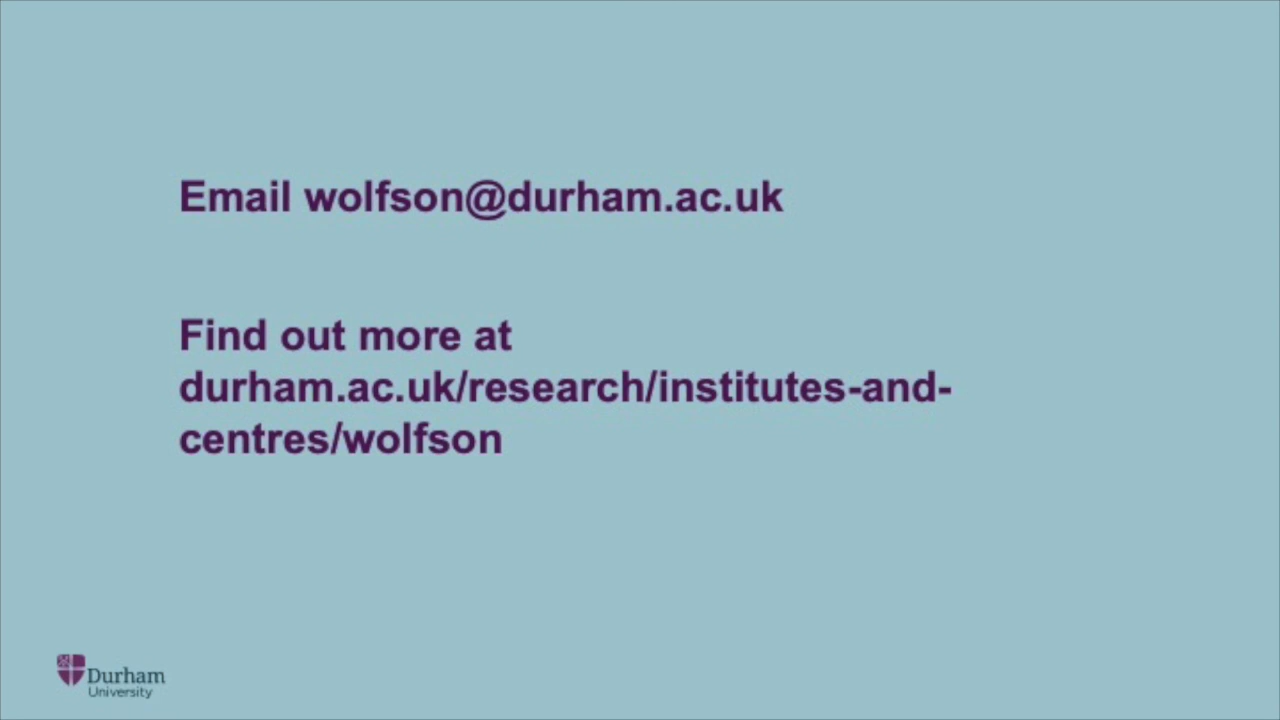 Email wolfson@durham.ac.uk
Find out more at
durham.ac.uk/research/institutes-and-
centres/wolfson
Durham
University